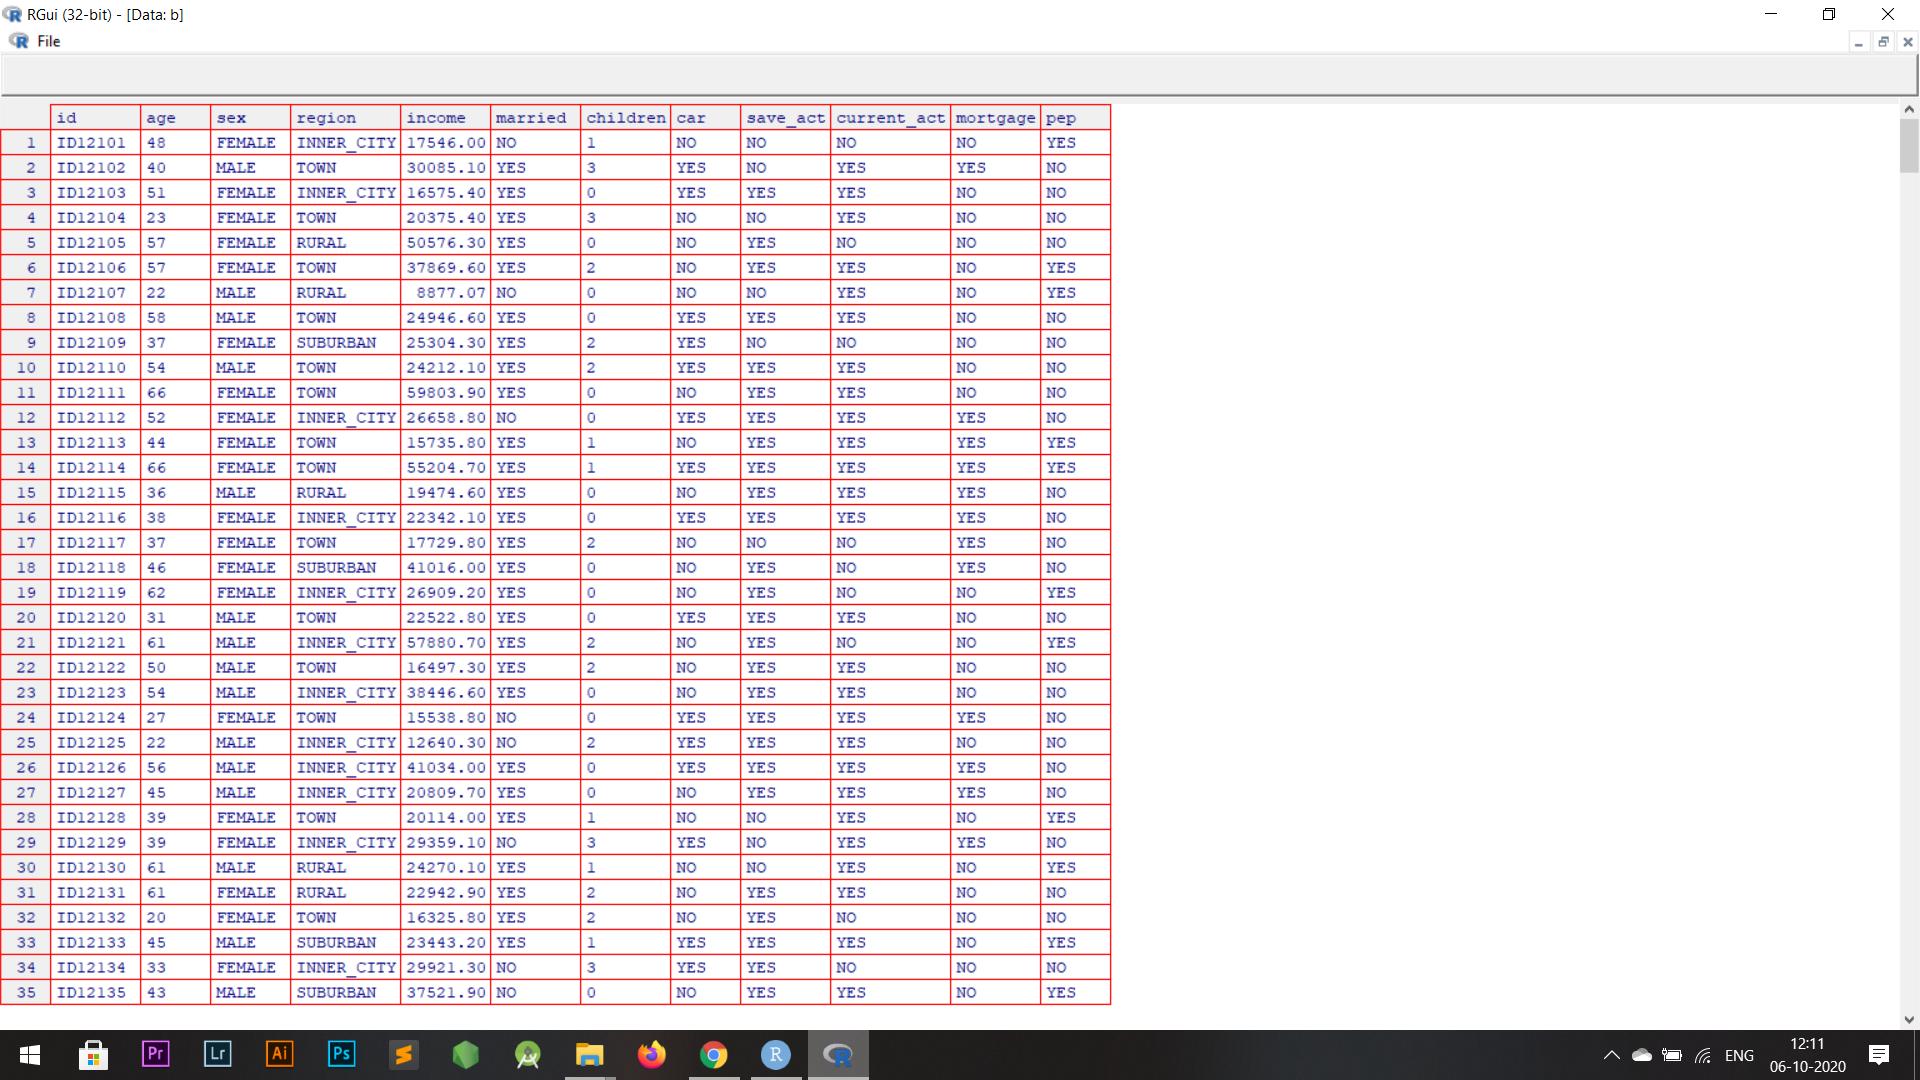 RGui (32-bit) - [Data: b]
File
id age sex region income married children car save_act current_act mortgage pep
1 ID12101 48 FEMALE INNER_CITY 17546.00 NO 1 NO NO NO NO YES
2 ID12102 40 MALE TOWN 30085.10 YES 3 YES NO YES YES NO
3 ID12103 51 FEMALE INNER_CITY 16575.40 YES 0 YES YES YES NO NO
4 ID12104 23 FEMALE TOWN 20375.40 YES 3 NO NO YES NO NO
5 ID12105 57 FEMALE RURAL 50576.30 YES 0 NO YES NO NO NO
6 ID12106 57 FEMALE TOWN 37869.60 YES 2 NO YES YES NO YES
7 ID12107 22 MALE RURAL 8877.07 NO 0 NO NO YES NO YES
8 ID12108 58 MALE TOWN 24946.60 YES 0 YES YES YES NO NO
9 ID12109 37 FEMALE SUBURBAN 25304.30 YES 2 YES NO NO NO NO
10 ID12110 54 MALE TOWN 24212.10 YES 2 YES YES YES NO NO
11 ID12111 66 FEMALE TOWN 59803.90 YES 0 NO YES YES NO NO
12 ID12112 52 FEMALE INNER_CITY 26658.80 NO 0 YES YES YES YES NO
13 ID12113 44 FEMALE TOWN 15735.80 YES 1 NO YES YES YES YES
14 ID12114 66 FEMALE TOWN 55204.70 YES 1 YES YES YES YES YES
15 ID12115 36 MALE RURAL 19474.60 YES 0 NO YES YES YES NO
16 ID12116 38 FEMALE INNER_CITY 22342.10 YES 0 YES YES YES YES NO
17 ID12117 37 FEMALE TOWN 17729.80 YES 2 NO NO NO YES NO
18 ID12118 46 FEMALE SUBURBAN 41016.00 YES 0 NO YES NO YES NO
19 ID12119 62 FEMALE INNER_CITY 26909.20 YES 0 NO YES NO NO YES
20 ID12120 31 MALE TOWN 22522.80 YES 0 YES YES YES NO NO
21 ID12121 61 MALE INNER_CITY 57880.70 YES 2 NO YES NO NO YES
22 ID12122 50 MALE TOWN 16497.30 YES 2 NO YES YES NO NO
23 ID12123 54 MALE INNER_CITY 38446.60 YES 0 NO YES YES NO NO
24 ID12124 27 FEMALE TOWN 15538.80 NO 0 YES YES YES YES NO
25 ID12125 22 MALE INNER_CITY 12640.30 NO 2 YES YES YES NO NO
26 ID12126 56 MALE INNER_CITY 41034.00 YES 0 YES YES YES YES NO
27 ID12127 45 MALE INNER_CITY 20809.70 YES 0 NO YES YES YES NO
28 ID12128 39 FEMALE TOWN 20114.00 YES 1 NO NO YES NO YES
29 ID12129 39 FEMALE INNER_CITY 29359.10 NO 3 YES NO YES YES NO
30 ID12130 61 MALE RURAL 24270.10 YES 1 NO NO YES NO YES
31 ID12131 61 FEMALE RURAL 22942.90 YES 2 NO YES YES NO NO
32 ID12132 20 FEMALE TOWN 16325.80 YES 2 NO YES NO NO NO
33 ID12133 45 MALE SUBURBAN 23443.20 YES 1 YES YES YES NO YES
34 ID12134 33 FEMALE INNER_CITY 29921.30 NO 3 YES YES NO NO NO
35 ID12135 43 MALE SUBURBAN 37521.90 NO 0 NO YES YES NO YES
Pr Lr Ai Ps R R ENG 12:11
06-10-2020